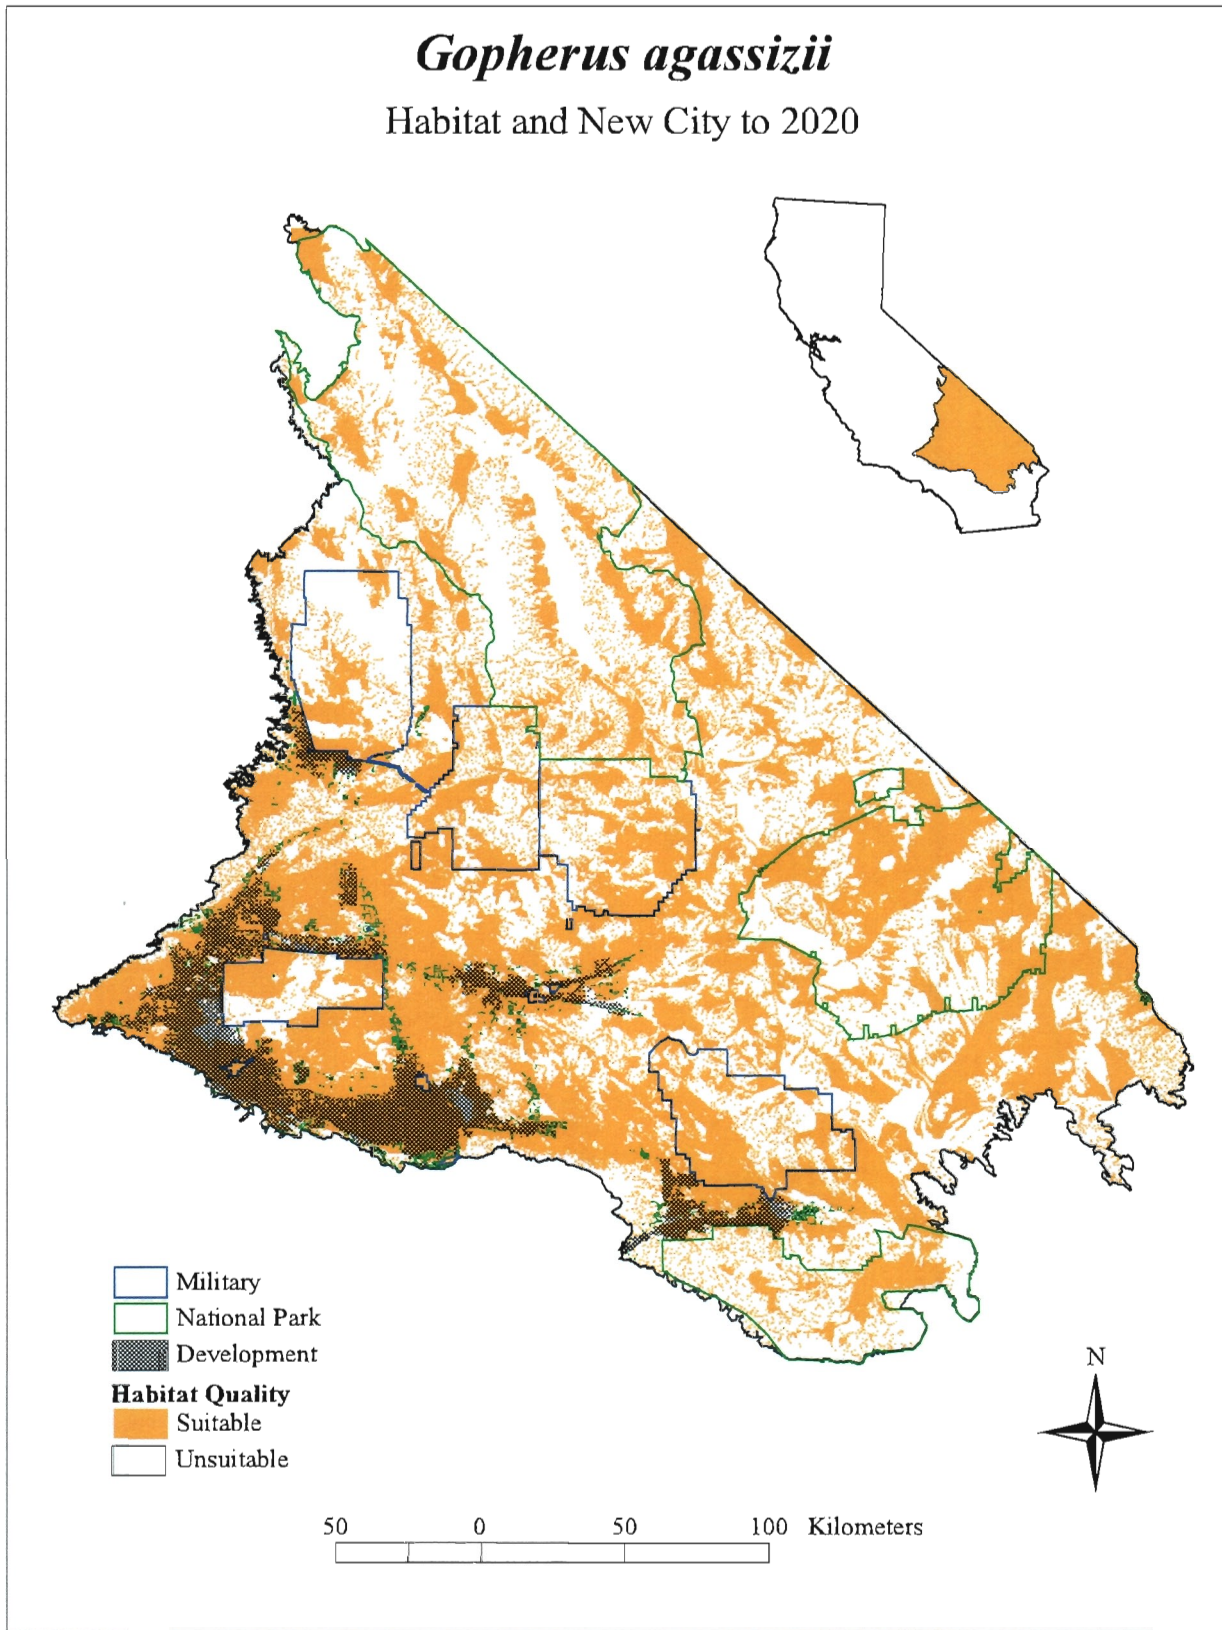 Gopherus agassizii
Habitat and New City to 2020
Military
National Park
Development
Habitat Quality
Suitable
Unsuitable
N
50 0 50 100 Kilometers